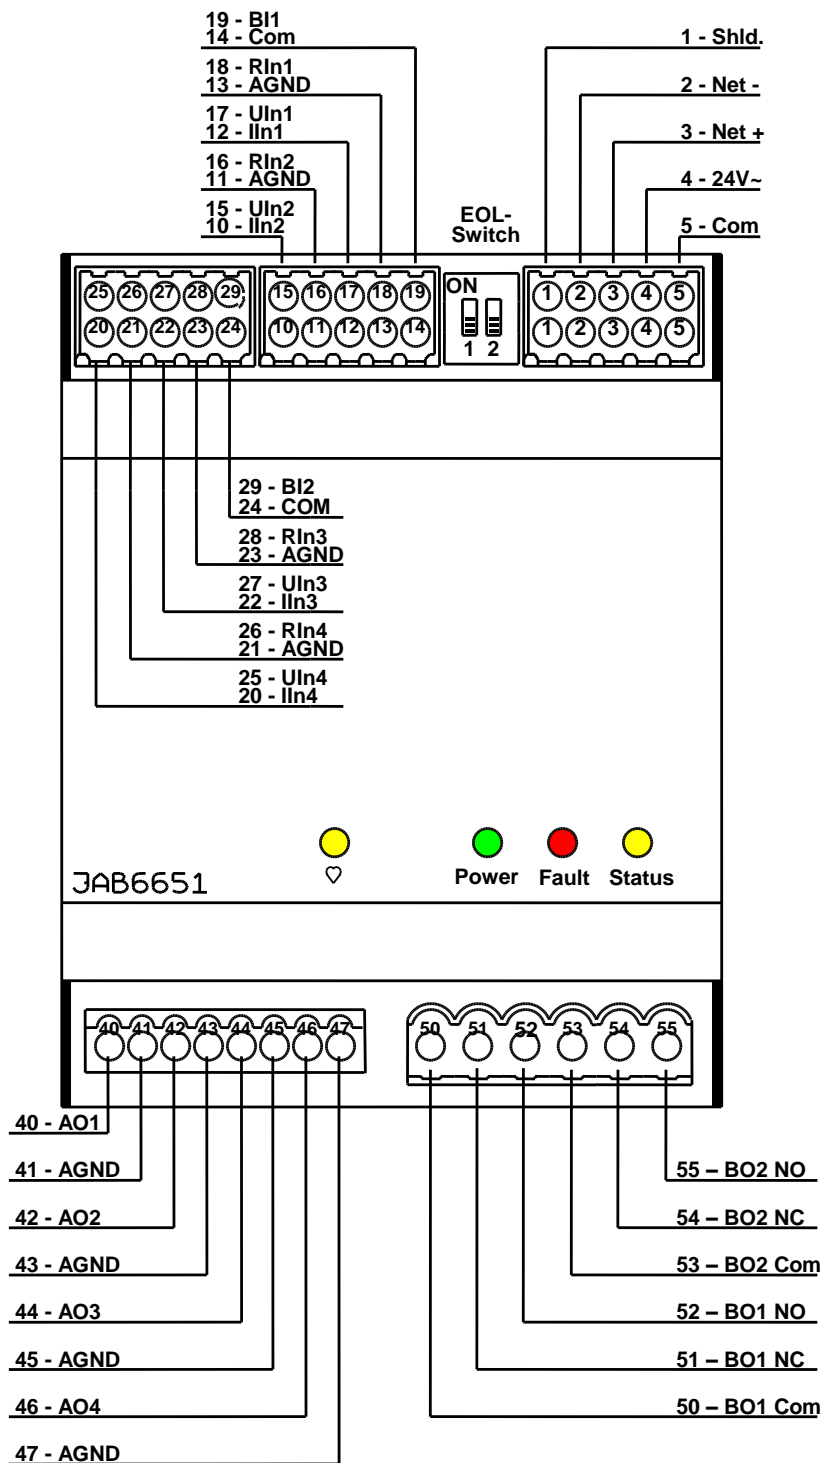 19 - BI1
14 - Com
18 - RIn1
13 - AGND
17 - UIn1
12 - IIn1
16 - RIn2
11 - AGND
15 - UIn2
10 - IIn2
1 - Shld.
2 - Net -
3 - Net +
4 - 24V~
5 - Com
EOL-
Switch
25 26 27 28 29
20 21 22 23 24
15 16 17 18 19
10 11 12 13 14
ON
1 2
1 2 3 4 5
1 2 3 4 5
29 - BI2
24 - COM
28 - RIn3
23 - AGND
27 - UIn3
22 - IIn3
26 - RIn4
21 - AGND
25 - UIn4
20 - IIn4
JAB6651
♡
Power Fault Status
40 41 42 43 44 45 46 47
50 51 52 53 54 55
40 - AO1
41 - AGND
42 - AO2
43 - AGND
44 - AO3
45 - AGND
46 - AO4
47 - AGND
55 – BO2 NO
54 – BO2 NC
53 – BO2 Com
52 – BO1 NO
51 – BO1 NC
50 – BO1 Com